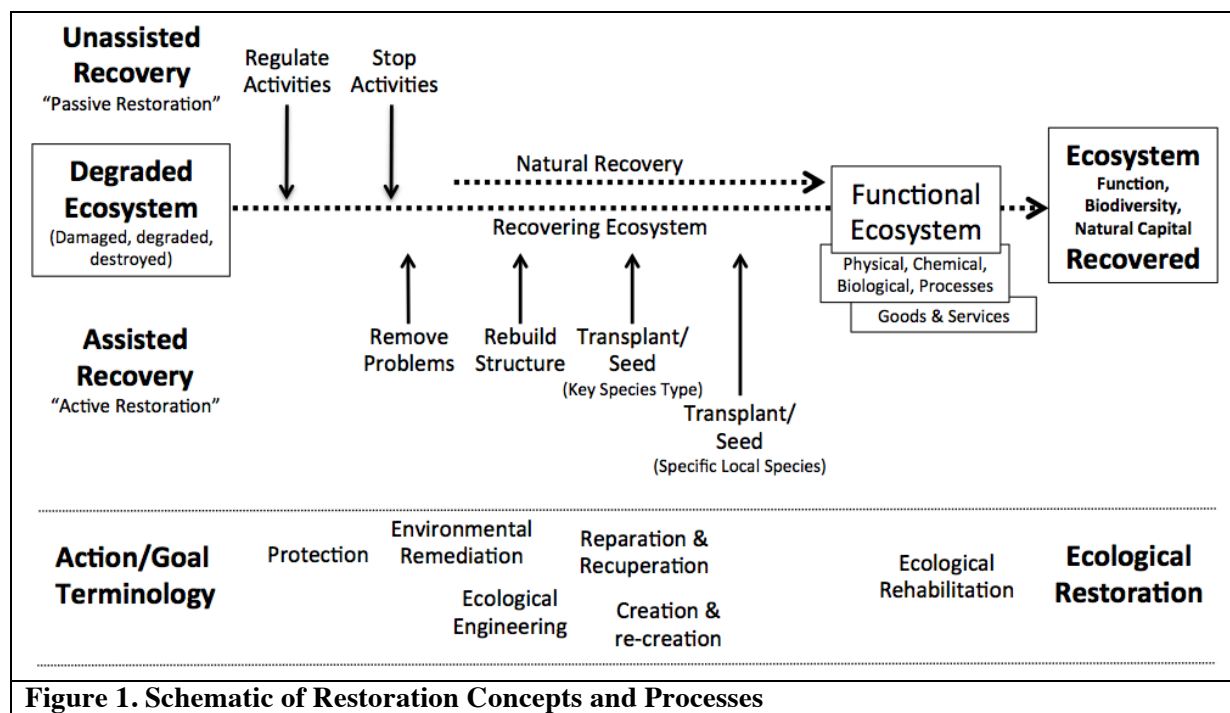 Unassisted
Recovery
“Passive Restoration”
Regulate
Activities
Stop
Activities
Degraded
Ecosystem
(Damaged, degraded,
destroyed)
Natural Recovery
Recovering Ecosystem
Functional
Ecosystem
Physical, Chemical,
Biological, Processes
Goods & Services
Ecosystem
Function,
Biodiversity,
Natural Capital
Recovered
Assisted
Recovery
“Active Restoration”
Remove
Problems
Rebuild
Structure
Transplant/
Seed
(Key Species Type)
Transplant/
Seed
(Specific Local Species)
Action/Goal
Terminology
Protection
Environmental
Remediation
Ecological
Engineering
Reparation &
Recuperation
Creation &
re-creation
Ecological
Rehabilitation
Ecological
Restoration
Figure 1. Schematic of Restoration Concepts and Processes